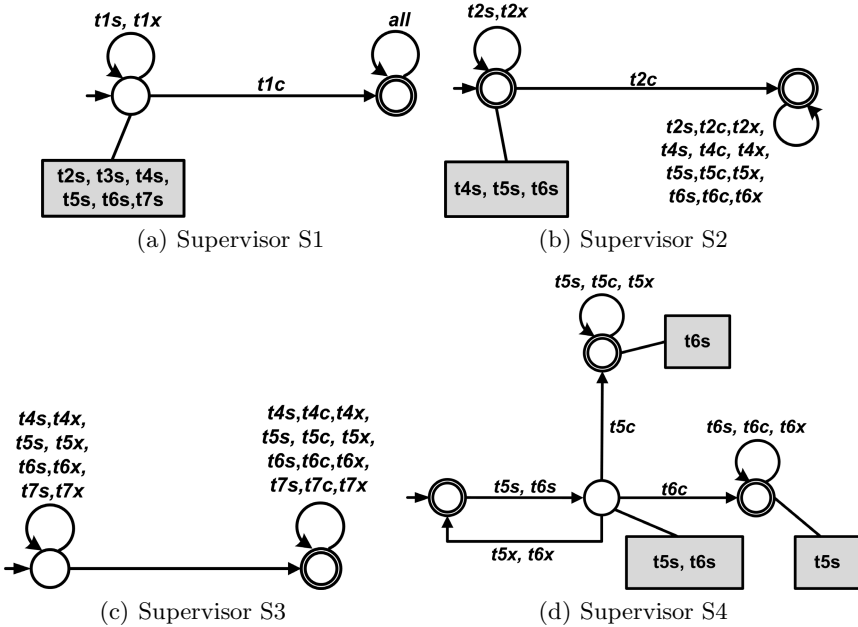 t1s, t1x
all
t1c
t2s, t3s, t4s,
t5s, t6s,t7s
(a) Supervisor S1
t2s,t2x
t2c
t2s,t2c,t2x,
t4s, t4c, t4x,
t5s,t5c,t5x,
t6s,t6c,t6x
t4s, t5s, t6s
(b) Supervisor S2
t4s,t4x,
t5s, t5x,
t6s,t6x,
t7s,t7x
t4s,t4c,t4x,
t5s, t5c, t5x,
t6s,t6c,t6x,
t7s,t7c,t7x
(c) Supervisor S3
t5s, t5c, t5x
t6s
t5c
t6s, t6c, t6x
t5s, t6s
t6c
t5x, t6x
t5s, t6s
t5s
(d) Supervisor S4